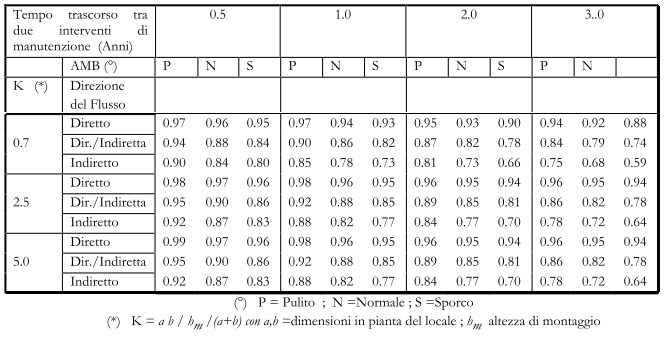 Tempo trascorso tra due interventi di manutenzione (Anni) 0.5 1.0 2.0 3..0
AMB (°) P N S P N S P N S P N
K (*) Direzione del Flusso
0.7 Diretto 0.97 0.96 0.95 0.97 0.94 0.93 0.95 0.93 0.90 0.94 0.92 0.88
Dir./Indiretta 0.94 0.88 0.84 0.90 0.86 0.82 0.87 0.82 0.78 0.84 0.79 0.74
Indiretto 0.90 0.84 0.80 0.85 0.78 0.73 0.81 0.73 0.66 0.75 0.68 0.59
2.5 Diretto 0.98 0.97 0.96 0.98 0.96 0.95 0.96 0.95 0.94 0.96 0.95 0.94
Dir./Indiretta 0.95 0.90 0.86 0.92 0.88 0.85 0.89 0.85 0.81 0.86 0.82 0.78
Indiretto 0.92 0.87 0.83 0.88 0.82 0.77 0.84 0.77 0.70 0.78 0.72 0.64
5.0 Diretto 0.99 0.97 0.96 0.98 0.96 0.95 0.96 0.95 0.94 0.96 0.95 0.94
Dir./Indiretta 0.95 0.90 0.86 0.92 0.88 0.85 0.89 0.85 0.81 0.86 0.82 0.78
Indiretto 0.92 0.87 0.83 0.88 0.82 0.77 0.84 0.77 0.70 0.78 0.72 0.64
(°) P = Pulito ; N =Normale ; S =Sporco
(*) K = a b / hm /(a+b) con a,b =dimensioni in pianta del locale ; hm altezza di montaggio